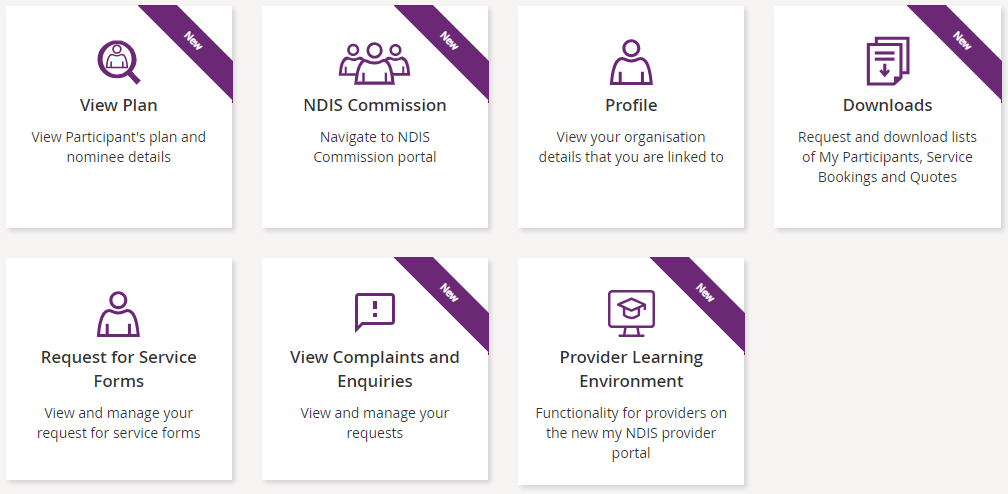 New
View Plan
View Participant's plan and
nominee details
New
NDIS Commission
Navigate to NDIS
Commission portal
Profile
View your organisation
details that you are linked to
New
Downloads
Request and download lists
of My Participants, Service
Bookings and Quotes
Request for Service
Forms
View and manage your
request for service forms
New
View Complaints and
Enquiries
View and manage your
requests
New
Provider Learning
Environment
Functionality for providers on
the new my NDIS provider
portal